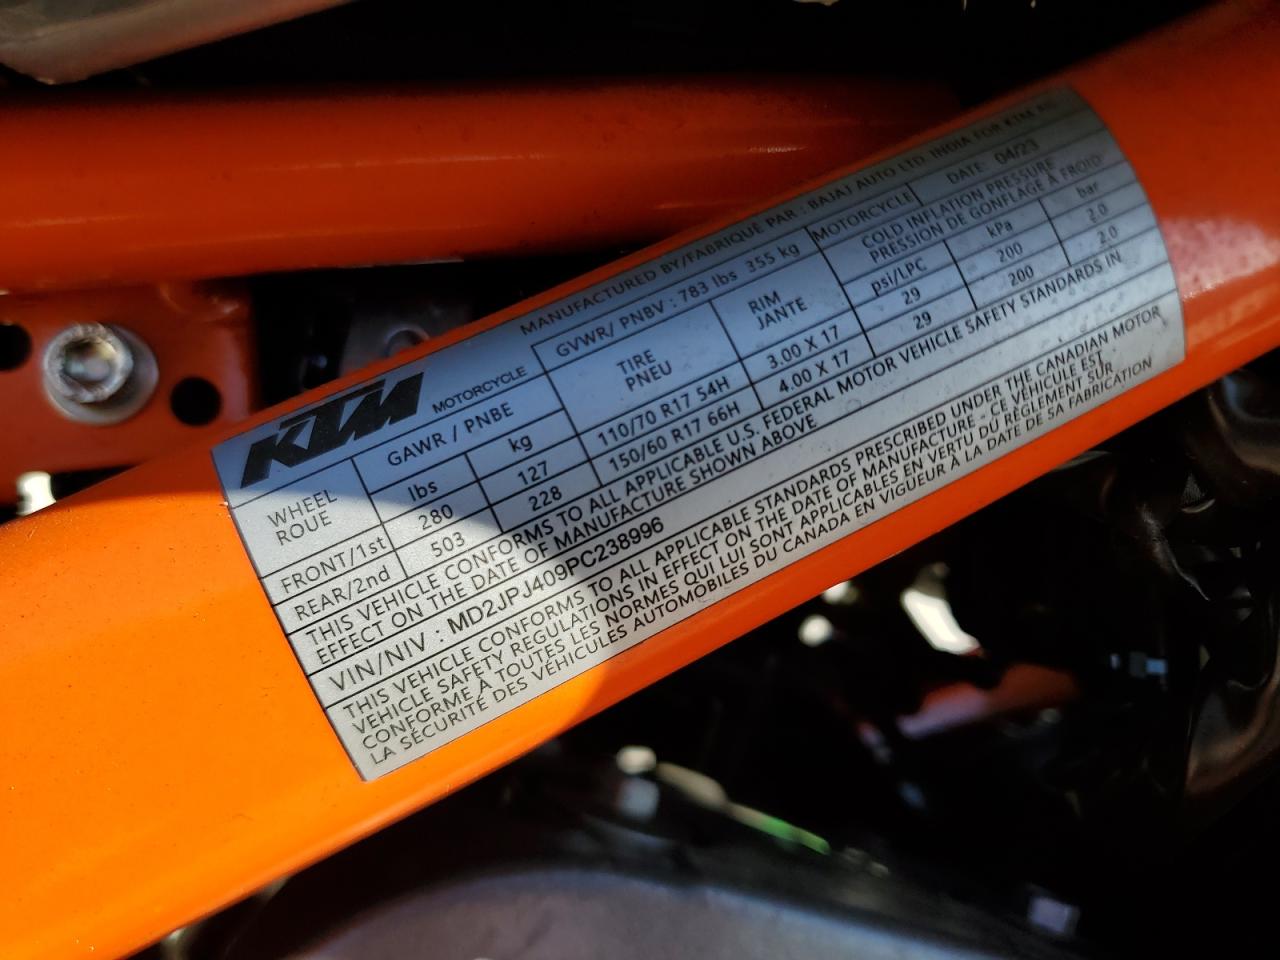 MANUFACTURED BY/FABRIQUÉ PAR : BAJAJ AUTO LTD. INDIA FOR KTM AG
KTM MOTORCYCLE
GVWR/ PNBV : 783 lbs 355 kg
MOTORCYCLE
DATE: 04/23
WHEEL
ROUE
GAWR / PNBE
lbs
kg
TIRE
PNEU
RIM
JANTE
COLD INFLATION PRESSURE
PRESSION DE GONFLAGE À FROID
psi/LPC
kPa
bar
FRONT/1st 280 127 110/70 R17 54H 3.00 X 17 29 200 2.0
REAR/2nd 503 228 150/60 R17 66H 4.00 X 17 29 200 2.0
THIS VEHICLE CONFORMS TO ALL APPLICABLE U.S. FEDERAL MOTOR VEHICLE SAFETY STANDARDS IN
EFFECT ON THE DATE OF MANUFACTURE SHOWN ABOVE
VIN/NIV : MD2JPJ409PC238996
THIS VEHICLE CONFORMS TO ALL APPLICABLE STANDARDS PRESCRIBED UNDER THE CANADIAN MOTOR
VEHICLE SAFETY REGULATIONS IN EFFECT ON THE DATE OF MANUFACTURE - CE VÉHICULE EST
CONFORME À TOUTES LES NORMES QUI LUI SONT APPLICABLES EN VERTU DU RÈGLEMENT SUR
LA SÉCURITÉ DES VÉHICULES AUTOMOBILES DU CANADA EN VIGUEUR À LA DATE DE SA FABRICATION